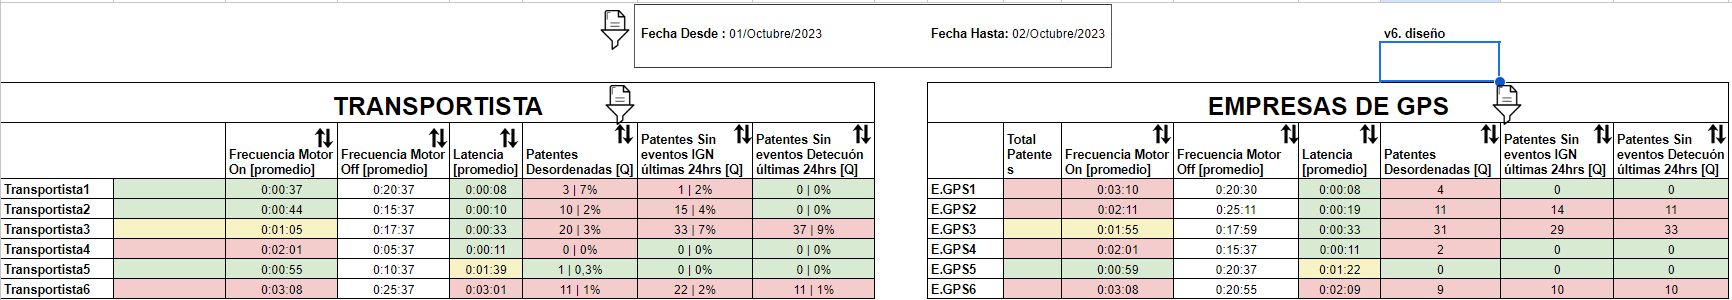 Fecha Desde : 01/Octubre/2023 Fecha Hasta: 02/Octubre/2023 v6. diseño
TRANSPORTISTA
Frecuencia Motor On [promedio] Frecuencia Motor Off [promedio] Latencia [promedio] Patentes Desordenadas [Q] Patentes Sin eventos IGN últimas 24hrs [Q] Patentes Sin eventos Detecuón últimas 24hrs [Q]
Transportista1 0:00:37 0:20:37 0:00:08 3 | 7% 1 | 2% 0 | 0%
Transportista2 0:00:44 0:15:37 0:00:10 10 | 2% 15 | 4% 0 | 0%
Transportista3 0:01:05 0:17:37 0:00:33 20 | 3% 33 | 7% 37 | 9%
Transportista4 0:02:01 0:05:37 0:00:11 0 | 0% 0 | 0% 0 | 0%
Transportista5 0:00:55 0:10:37 0:01:39 1 | 0,3% 0 | 0% 0 | 0%
Transportista6 0:03:08 0:25:37 0:03:01 11 | 1% 22 | 2% 11 | 1%
EMPRESAS DE GPS
Total Patentes Frecuencia Motor On [promedio] Frecuencia Motor Off [promedio] Latencia [promedio] Patentes Desordenadas [Q] Patentes Sin eventos IGN últimas 24hrs [Q] Patentes Sin eventos Detecuón últimas 24hrs [Q]
E.GPS1 0:03:10 0:20:30 0:00:08 4 0 0
E.GPS2 0:02:11 0:25:11 0:00:19 11 14 11
E.GPS3 0:01:55 0:17:59 0:00:33 31 29 33
E.GPS4 0:02:01 0:15:37 0:00:11 2 0 0
E.GPS5 0:00:59 0:20:37 0:01:22 0 0 0
E.GPS6 0:03:08 0:20:55 0:02:09 9 10 10